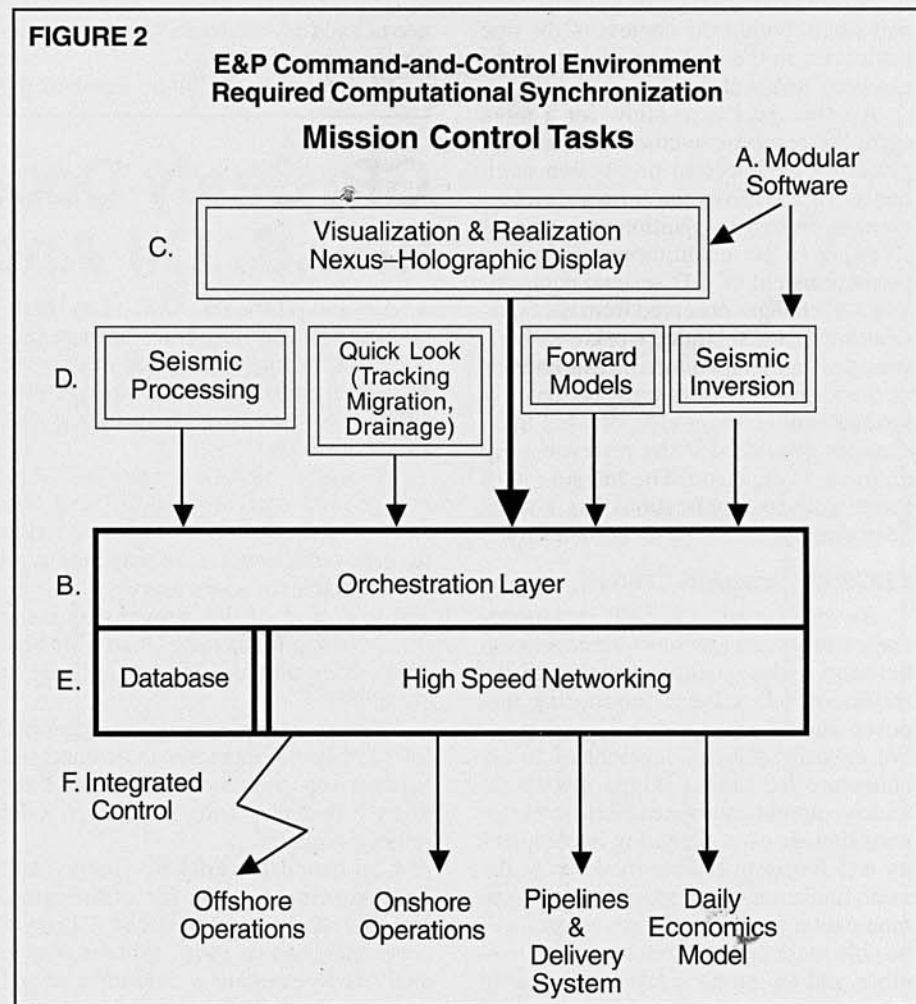 FIGURE 2
E&P Command-and-Control Environment
Required Computational Synchronization
Mission Control Tasks
A. Modular
Software
C.
Visualization & Realization
Nexus–Holographic Display
D.
Seismic
Processing
Quick Look
(Tracking
Migration,
Drainage)
Forward
Models
Seismic
Inversion
B.
Orchestration Layer
E.
Database
High Speed Networking
F. Integrated
Control
Offshore
Operations
Onshore
Operations
Pipelines
&
Delivery
System
Daily
Economics
Model